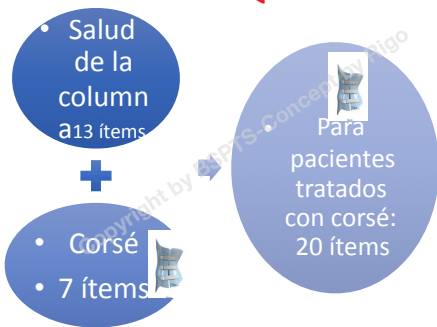 • Salud
de la
column
a13 ítems
• Corsé
• 7 ítems
• Para
pacientes
tratados
con corsé:
20 ítems
Copyright by BSPTS-Concept by Rigo